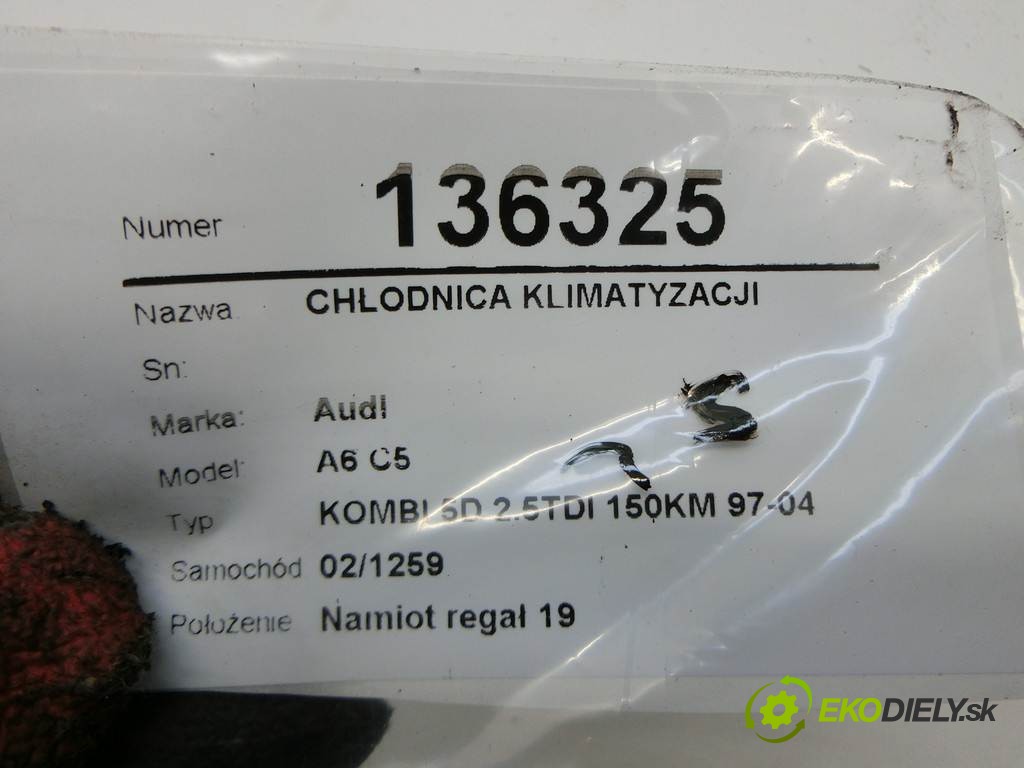 Numer 136325
Nazwa CHŁODNICA KLIMATYZACJI
Sn:
Marka: Audi
Model: A6 C5
Typ KOMBI 5D 2.5TDI 150KM 97-04
Samochód 02/1259
Położenie Namiot regał 19
EKODIELY.sk